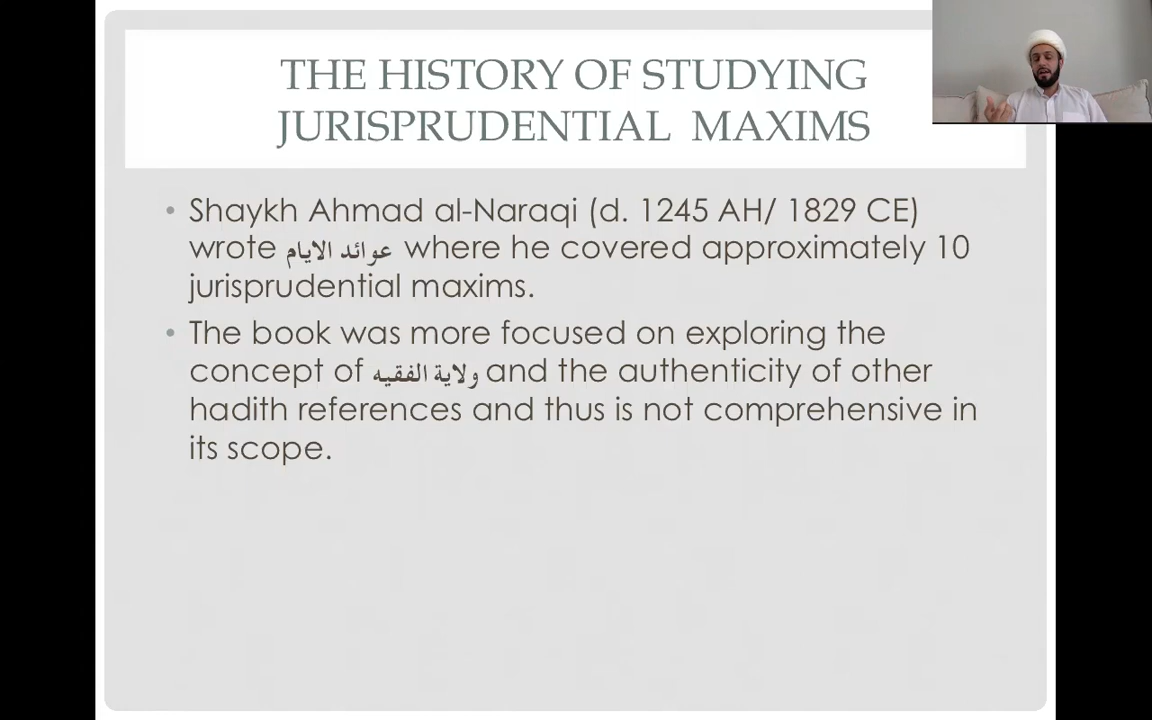 THE HISTORY OF STUDYING
JURISPRUDENTIAL MAXIMS
• Shaykh Ahmad al-Naraqi (d. 1245 AH/ 1829 CE)
wrote عوائد الايام where he covered approximately 10
jurisprudential maxims.
• The book was more focused on exploring the
concept of ولاية الفقيه and the authenticity of other
hadith references and thus is not comprehensive in
its scope.